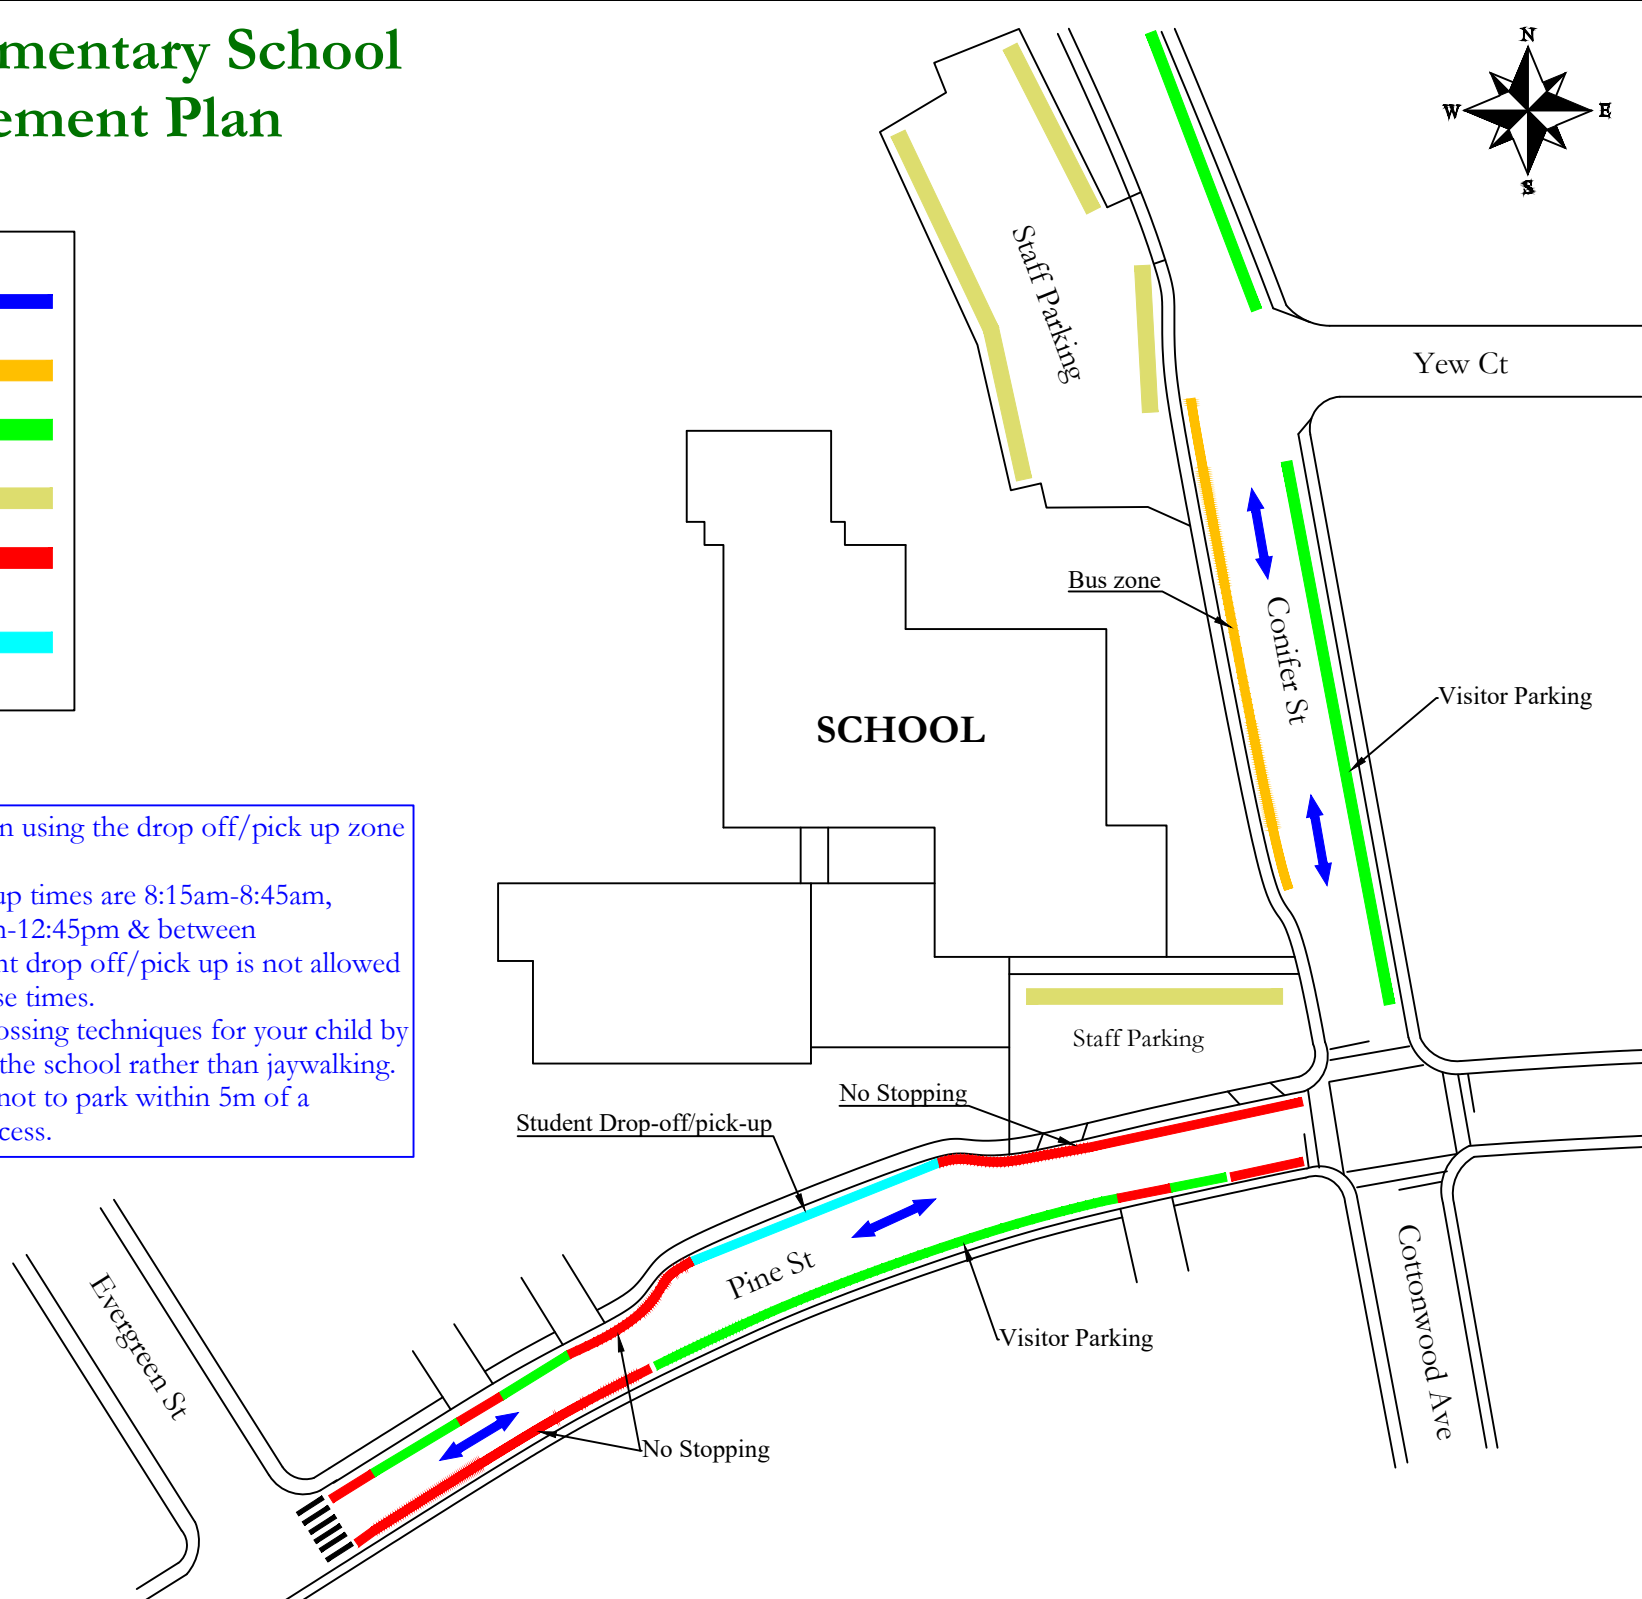 mentary School
ement Plan
N
W
E
S
Staff Parking
Yew Ct
Bus zone
Conifer St
Visitor Parking
SCHOOL
n using the drop off/pick up zone
up times are 8:15am-8:45am,
n-12:45pm & between
nt drop off/pick up is not allowed
se times.
ossing techniques for your child by
the school rather than jaywalking.
not to park within 5m of a
cess.
Staff Parking
No Stopping
Student Drop-off/pick-up
Pine St
Visitor Parking
Evergreen St
Cottonwood Ave
No Stopping